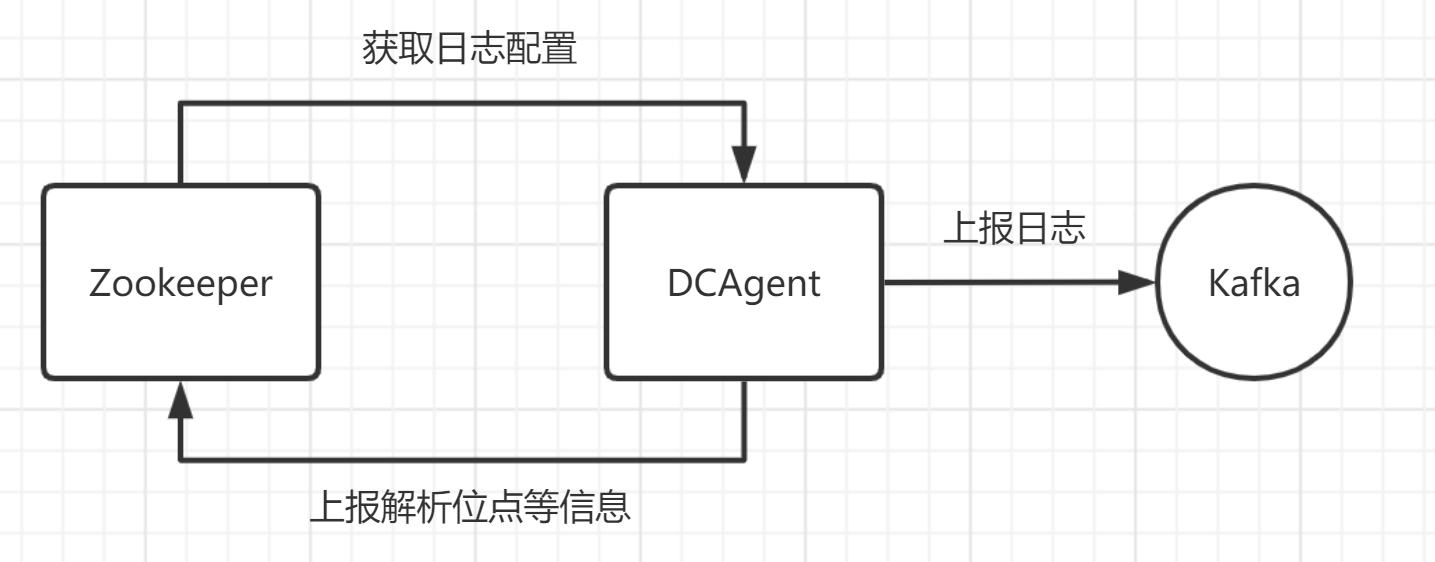 获取日志配置
Zookeeper
DCAgent
上报日志
Kafka
上报解析位点等信息